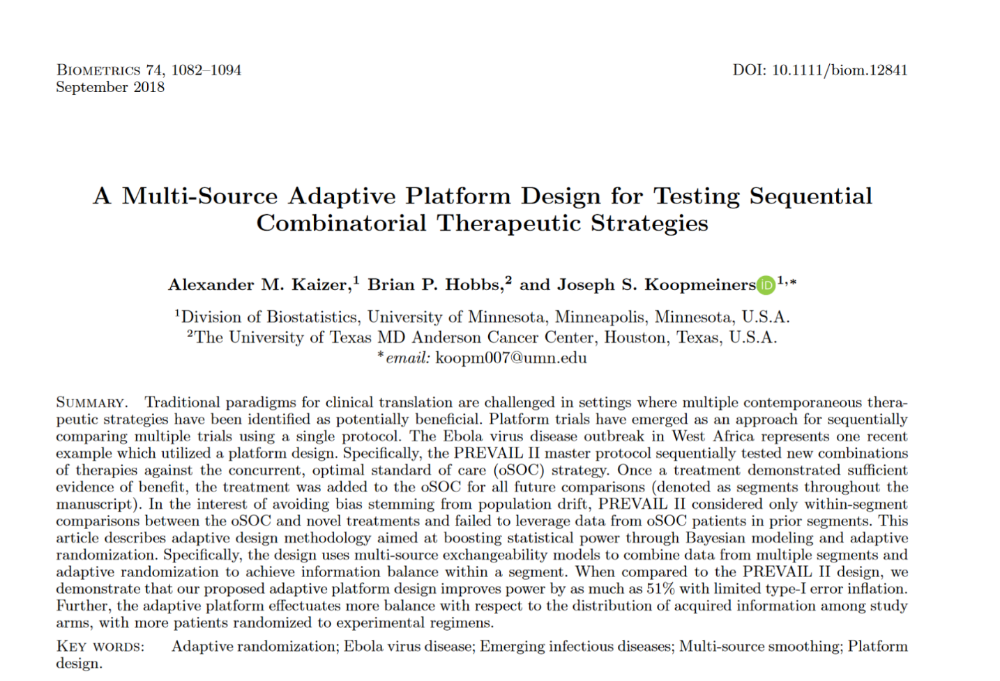 BIOMETRICS 74, 1082–1094
September 2018
DOI: 10.1111/biom.12841
A Multi-Source Adaptive Platform Design for Testing Sequential
Combinatorial Therapeutic Strategies
Alexander M. Kaizer,¹ Brian P. Hobbs,² and Joseph S. Koopmeiners iD ¹,*
¹Division of Biostatistics, University of Minnesota, Minneapolis, Minnesota, U.S.A.
²The University of Texas MD Anderson Cancer Center, Houston, Texas, U.S.A.
*email: koopm007@umn.edu
SUMMARY. Traditional paradigms for clinical translation are challenged in settings where multiple contemporaneous thera-
peutic strategies have been identified as potentially beneficial. Platform trials have emerged as an approach for sequentially
comparing multiple trials using a single protocol. The Ebola virus disease outbreak in West Africa represents one recent
example which utilized a platform design. Specifically, the PREVAIL II master protocol sequentially tested new combinations
of therapies against the concurrent, optimal standard of care (oSOC) strategy. Once a treatment demonstrated sufficient
evidence of benefit, the treatment was added to the oSOC for all future comparisons (denoted as segments throughout the
manuscript). In the interest of avoiding bias stemming from population drift, PREVAIL II considered only within-segment
comparisons between the oSOC and novel treatments and failed to leverage data from oSOC patients in prior segments. This
article describes adaptive design methodology aimed at boosting statistical power through Bayesian modeling and adaptive
randomization. Specifically, the design uses multi-source exchangeability models to combine data from multiple segments and
adaptive randomization to achieve information balance within a segment. When compared to the PREVAIL II design, we
demonstrate that our proposed adaptive platform design improves power by as much as 51% with limited type-I error inflation.
Further, the adaptive platform effectuates more balance with respect to the distribution of acquired information among study
arms, with more patients randomized to experimental regimens.
KEY WORDS: Adaptive randomization; Ebola virus disease; Emerging infectious diseases; Multi-source smoothing; Platform
design.